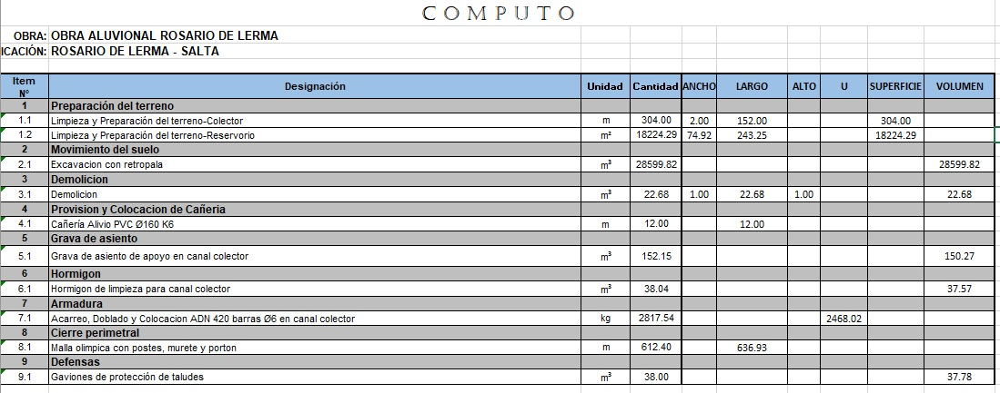 COMPUTO
OBRA: OBRA ALUVIONAL ROSARIO DE LERMA
ICACIÓN: ROSARIO DE LERMA - SALTA
Item N° Designación Unidad Cantidad ANCHO LARGO ALTO U SUPERFICIE VOLUMEN
1 Preparación del terreno
1.1 Limpieza y Preparación del terreno-Colector m 304.00 2.00 152.00 304.00
1.2 Limpieza y Preparación del terreno-Reservorio m² 18224.29 74.92 243.25 18224.29
2 Movimiento del suelo
2.1 Excavacion con retropala m³ 28599.82 28599.82
3 Demolicion
3.1 Demolicion m³ 22.68 1.00 22.68 1.00 22.68
4 Provision y Colocacion de Cañeria
4.1 Cañería Alivio PVC Ø160 K6 m 12.00 12.00
5 Grava de asiento
5.1 Grava de asiento de apoyo en canal colector m³ 152.15 150.27
6 Hormigon
6.1 Hormigon de limpieza para canal colector m³ 38.04 37.57
7 Armadura
7.1 Acarreo, Doblado y Colocacion ADN 420 barras Ø6 en canal colector kg 2817.54 2468.02
8 Cierre perimetral
8.1 Malla olimpica con postes, murete y porton m 612.40 636.93
9 Defensas
9.1 Gaviones de protección de taludes m³ 38.00 37.78